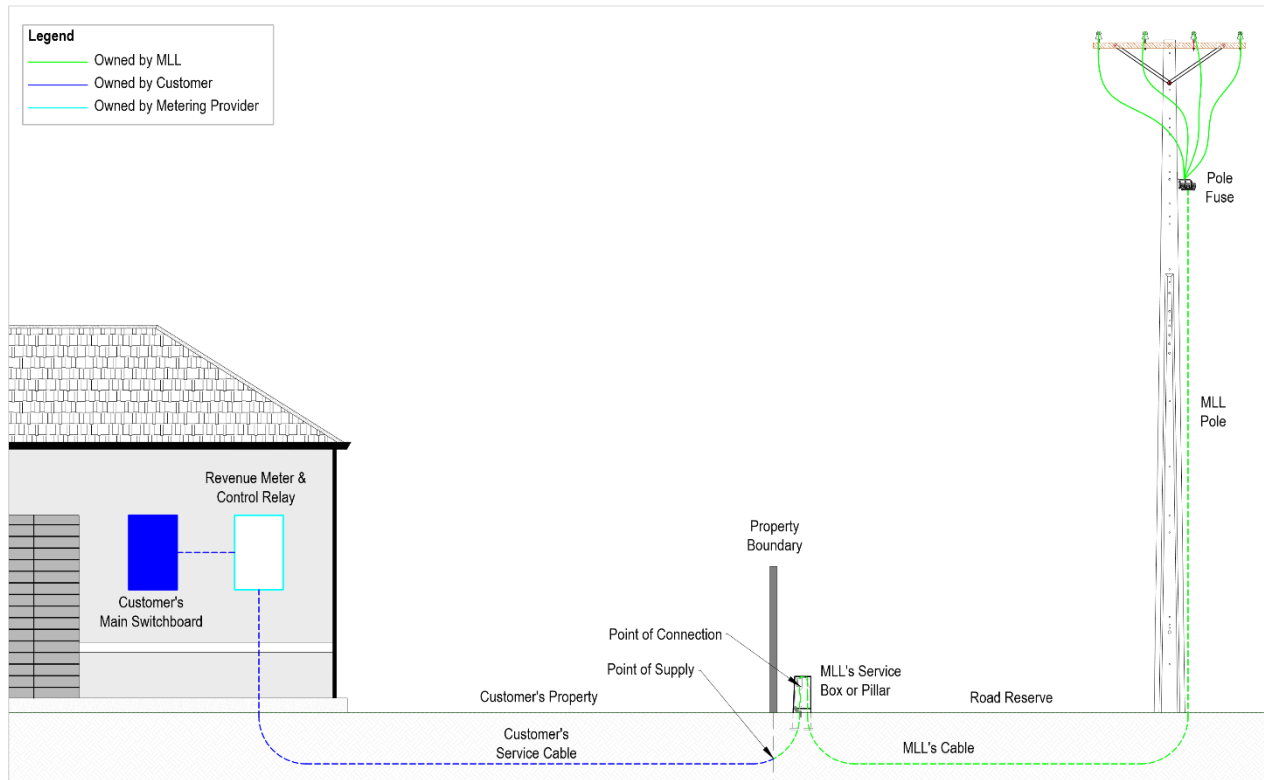 Legend
Owned by MLL
Owned by Customer
Owned by Metering Provider
Pole
Fuse
MLL
Pole
Revenue Meter &
Control Relay
Customer's
Main Switchboard
Property
Boundary
Point of Connection
Point of Supply
MLL's Service
Box or Pillar
Customer's Property
Road Reserve
Customer's
Service Cable
MLL's Cable